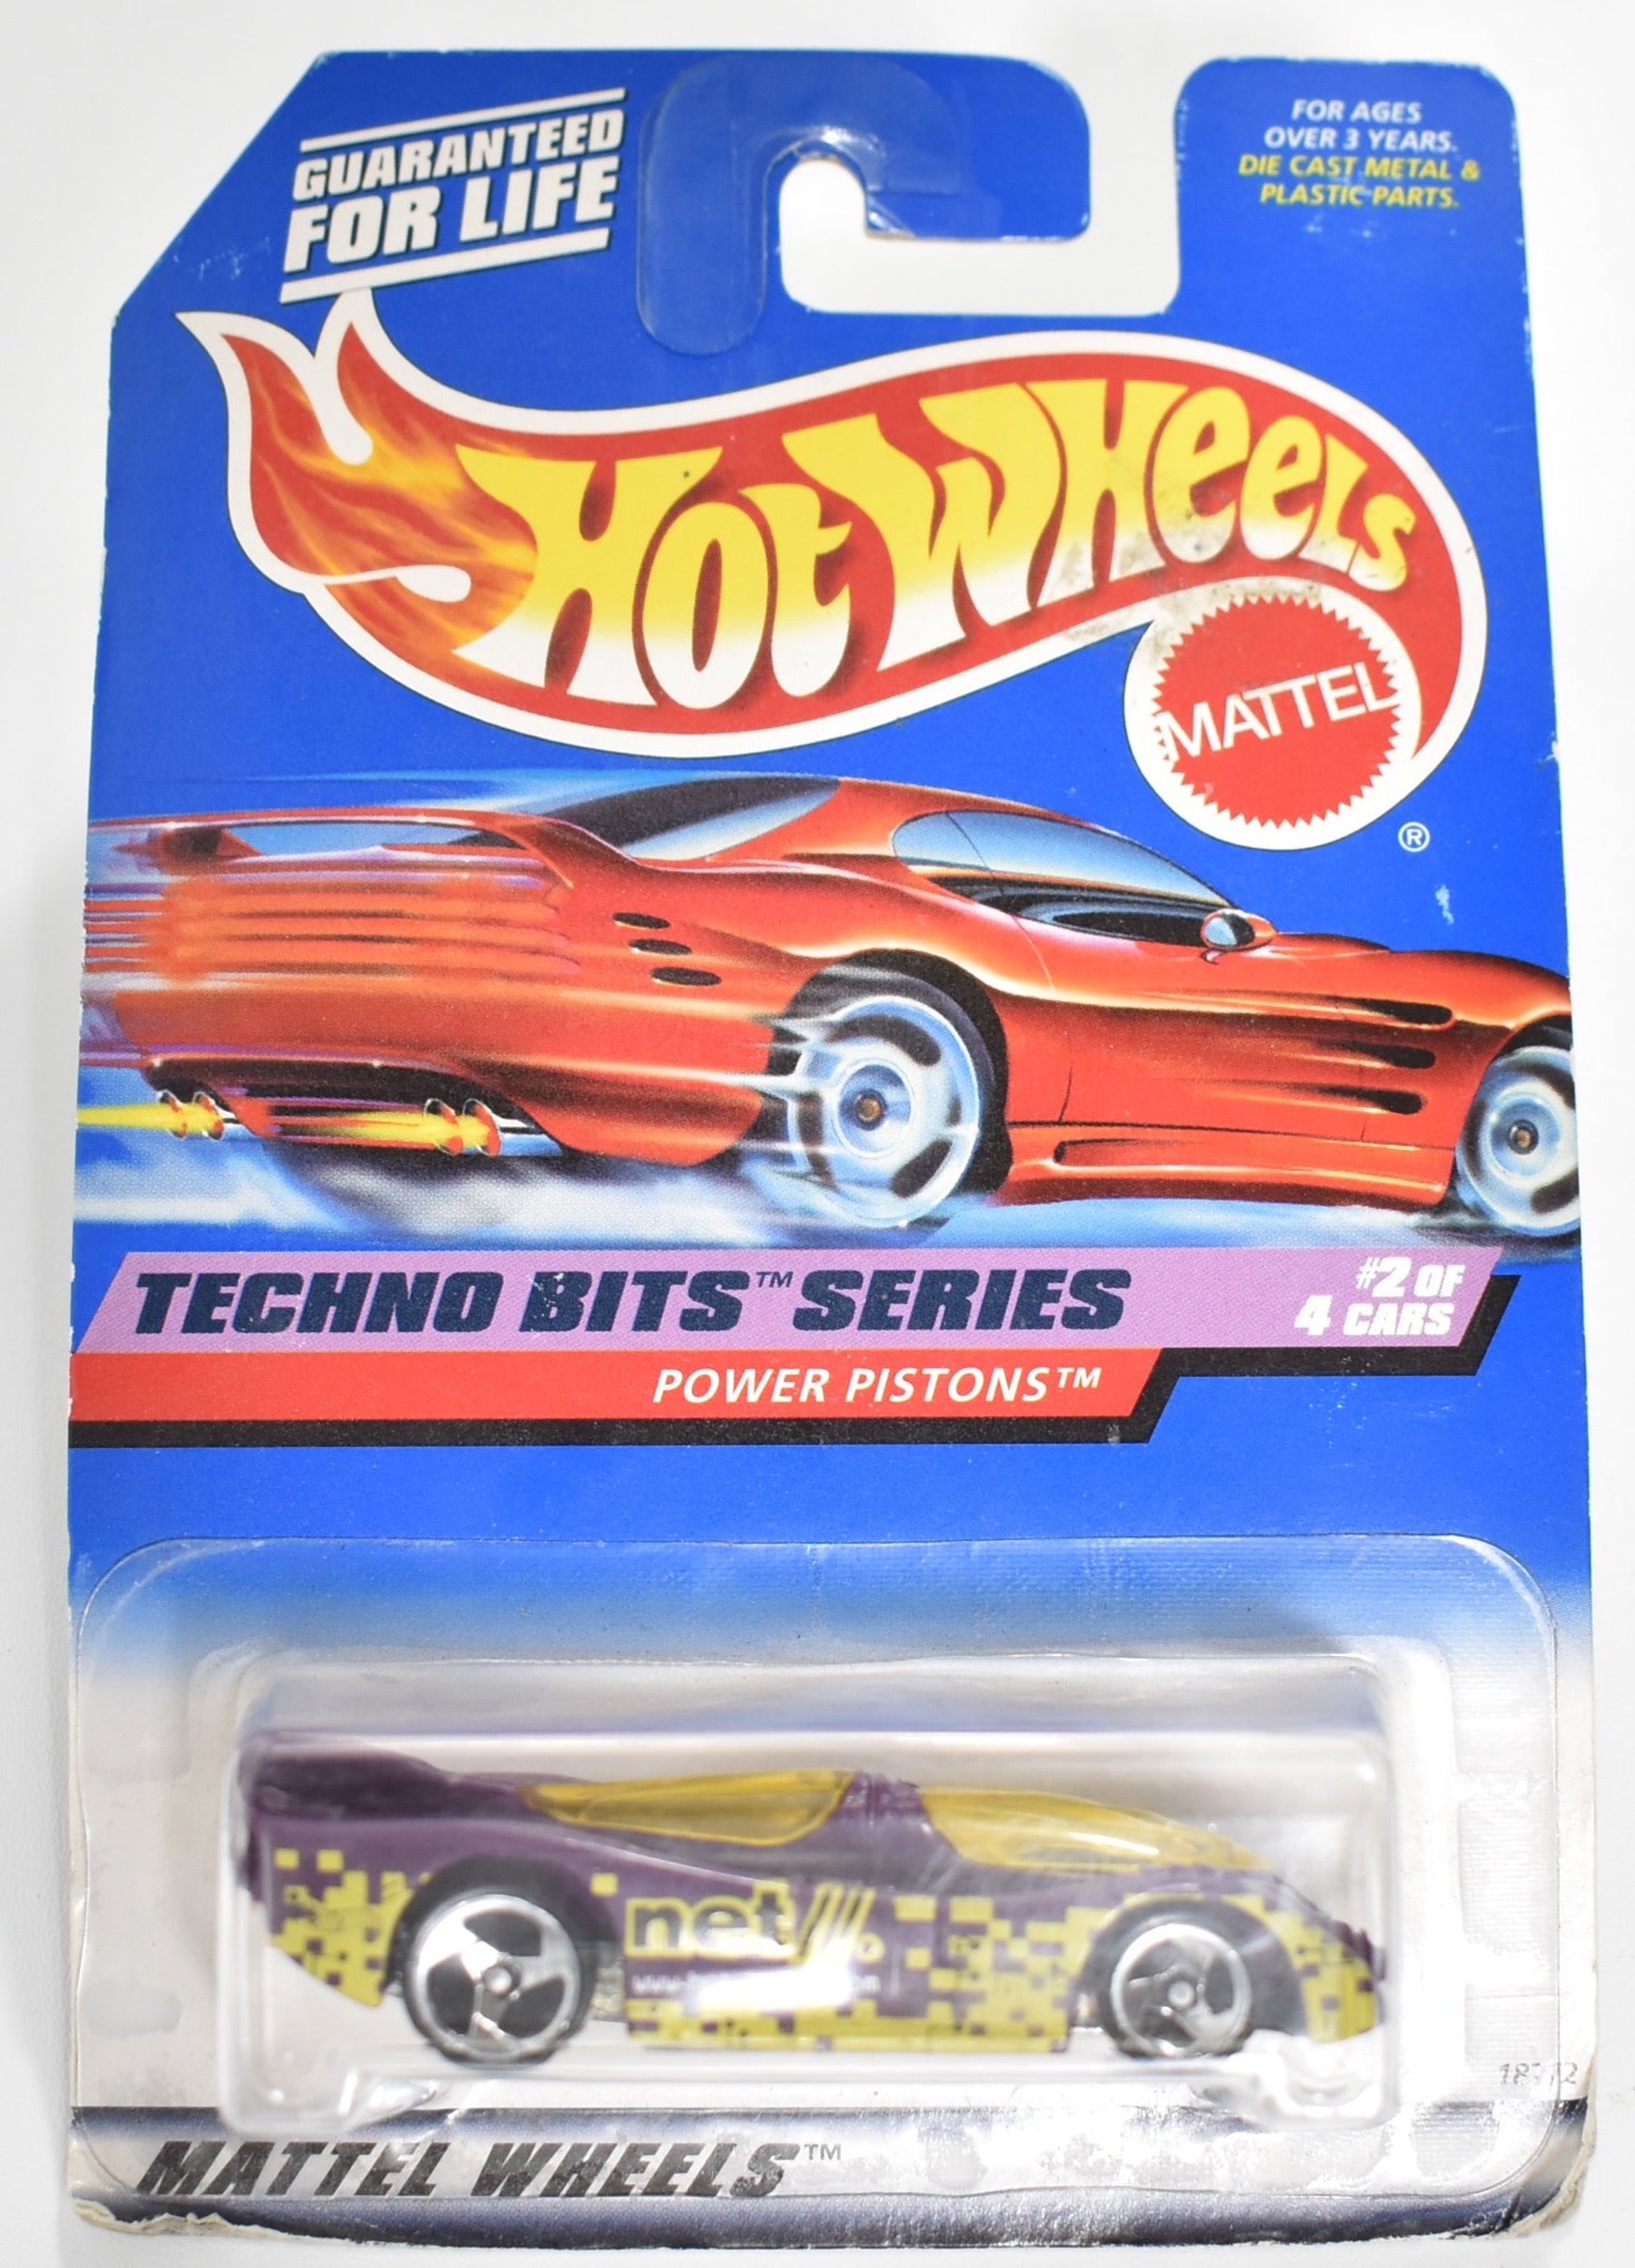 GUARANTEED
FOR LIFE
FOR AGES
OVER 3 YEARS.
DIE CAST METAL &
PLASTIC PARTS.
HOT WHEELS
MATTEL
®
TECHNO BITS™ SERIES
#2 OF
4 CARS
POWER PISTONS™
net
MATTEL WHEELS™